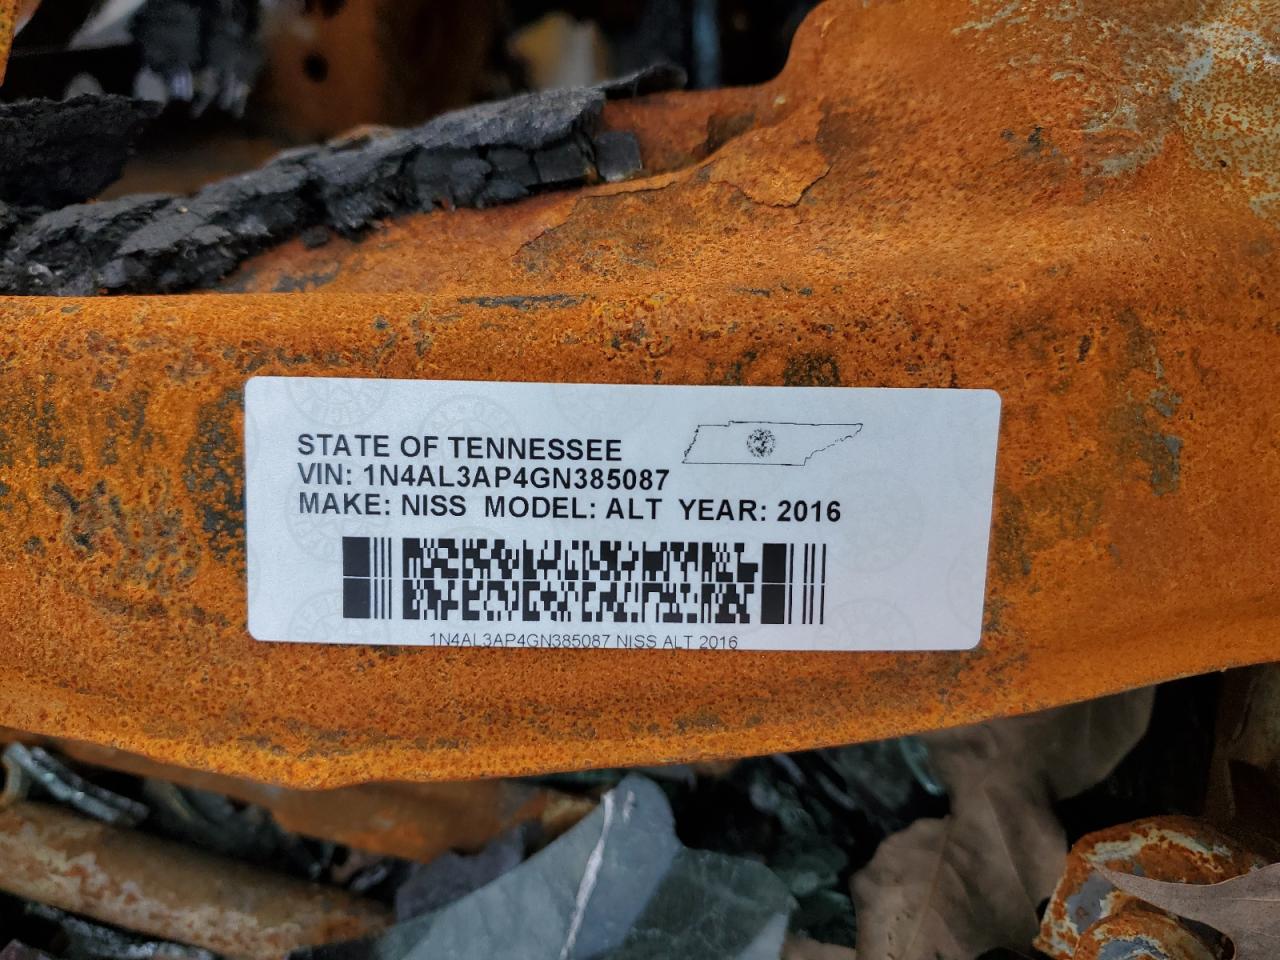 STATE OF TENNESSEE
VIN: 1N4AL3AP4GN385087
MAKE: NISS MODEL: ALT YEAR: 2016
1N4AL3AP4GN385087 NISS ALT 2016